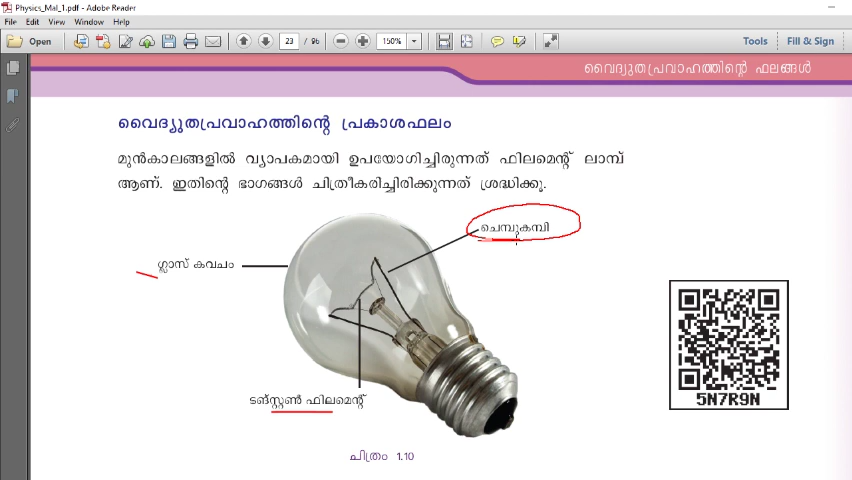 Physics_Mal_1.pdf - Adobe Reader
File Edit View Window Help
Open 23 / 96 150% Tools Fill & Sign
വൈദ്യുതപ്രവാഹത്തിന്റെ ഫലങ്ങൾ
വൈദ്യുതപ്രവാഹത്തിന്റെ പ്രകാശഫലം
മുൻകാലങ്ങളിൽ വ്യാപകമായി ഉപയോഗിച്ചിരുന്നത് ഫിലമെന്റ് ലാമ്പ്
ആണ്. ഇതിന്റെ ഭാഗങ്ങൾ ചിത്രീകരിച്ചിരിക്കുന്നത് ശ്രദ്ധിക്കൂ.
ചെമ്പുകമ്പി
ഗ്ലാസ് കവചം
ടങ്സ്റ്റൺ ഫിലമെന്റ്
5N7R9N
ചിത്രം 1.10